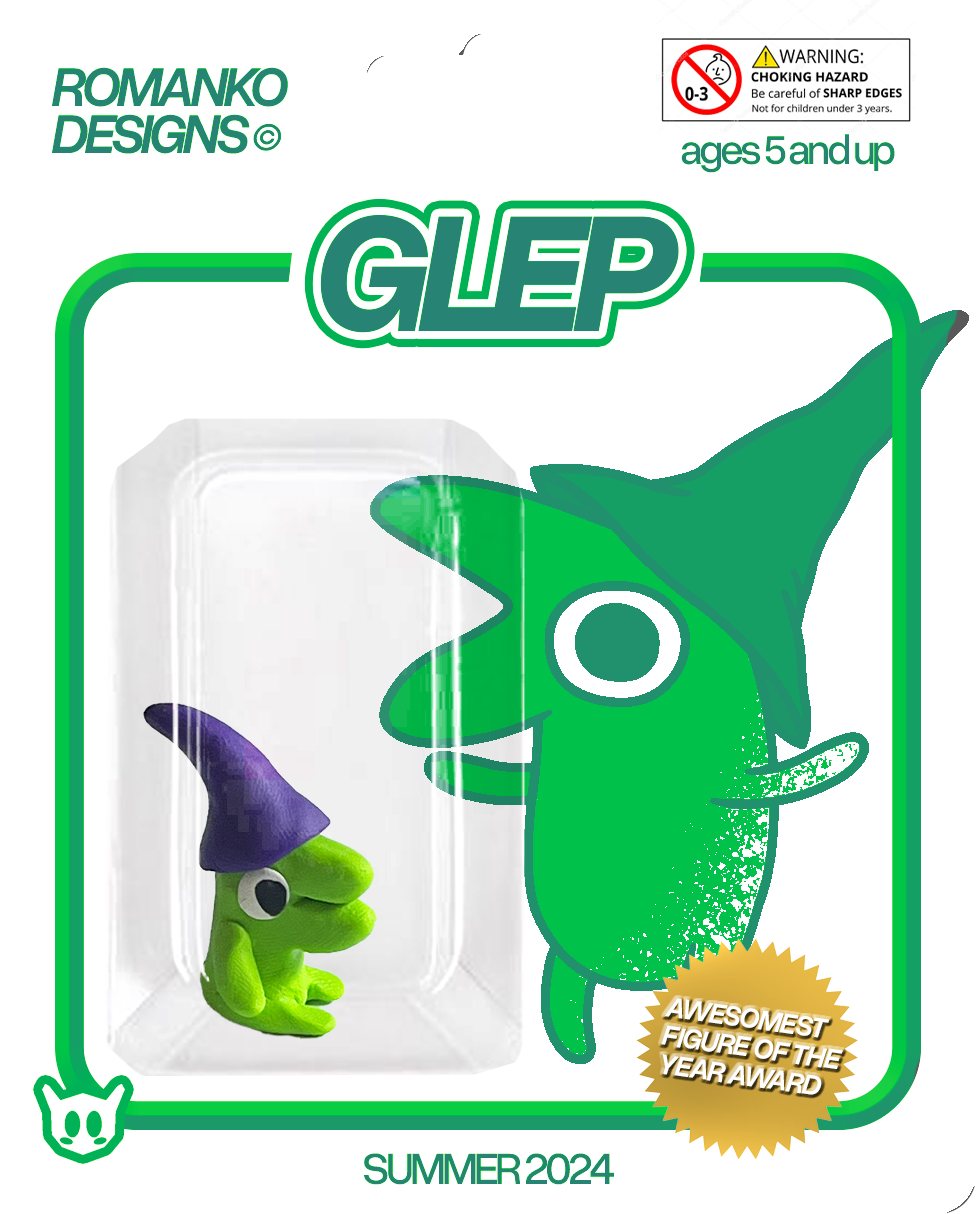 ROMANKO
DESIGNS ©
WARNING:
CHOKING HAZARD
0-3
Be careful of SHARP EDGES
Not for children under 3 years.
ages 5 and up
GLEP
AWESOMEST
FIGURE OF THE
YEAR AWARD
SUMMER 2024